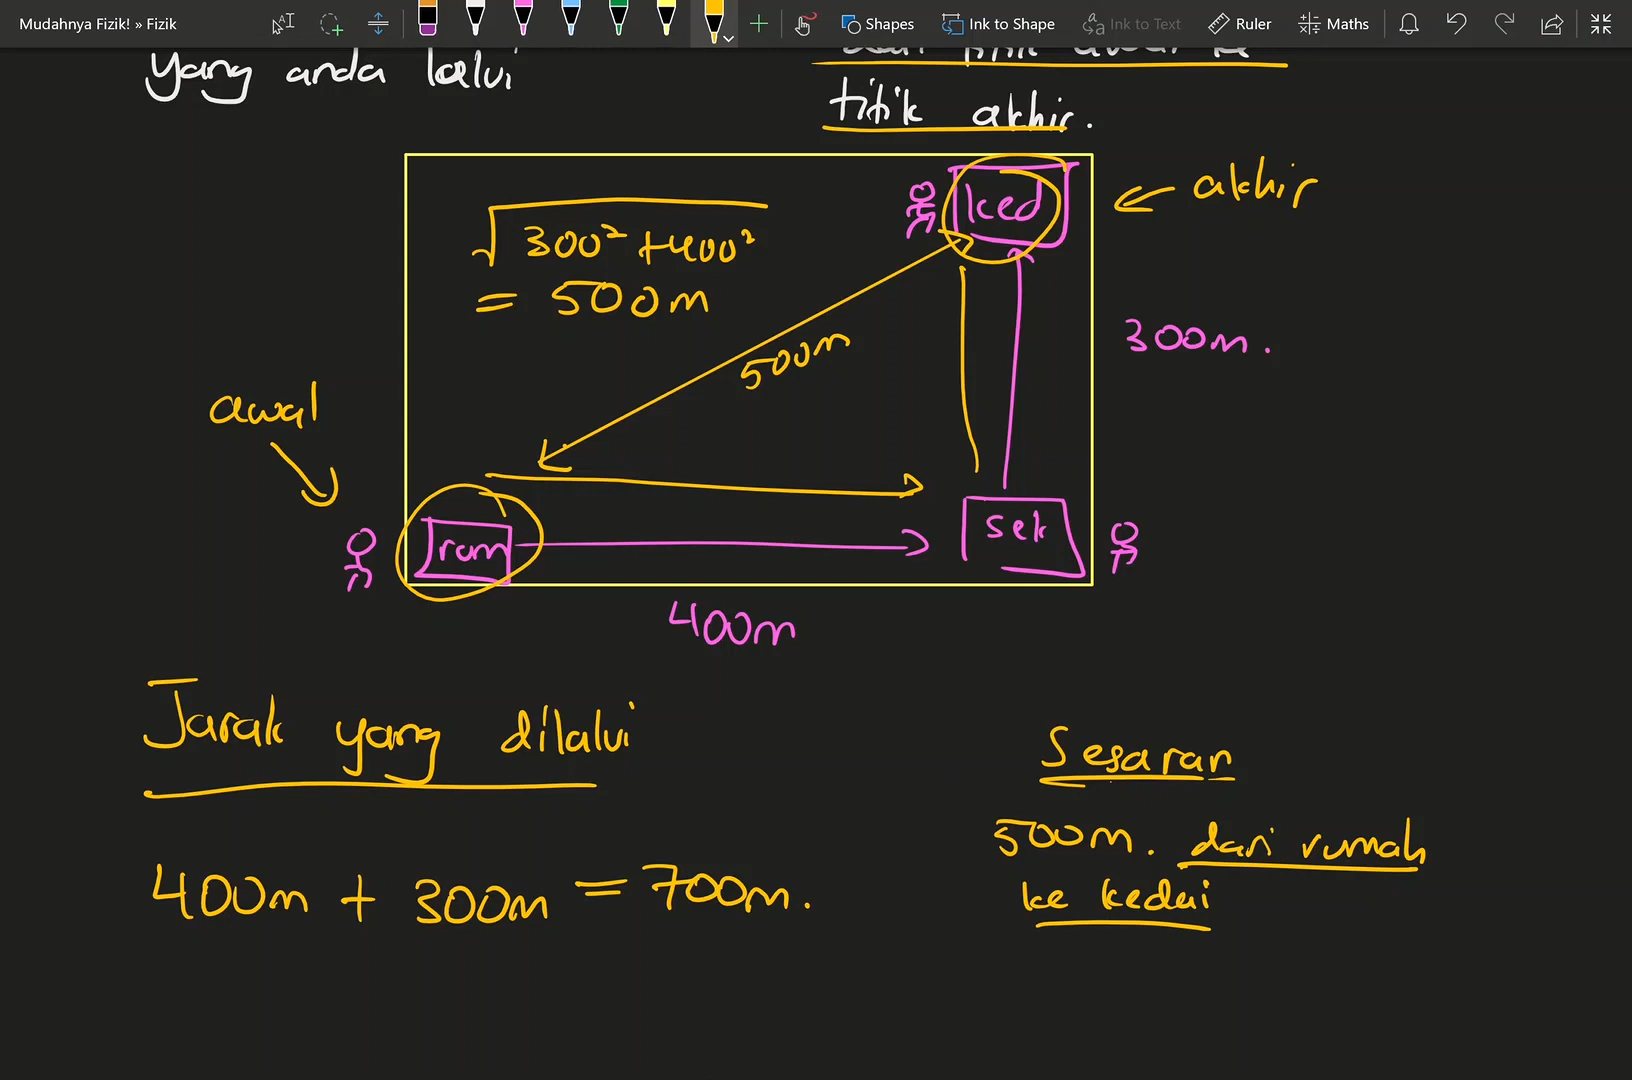 Mudahnya Fizik! » Fizik
Shapes
Ink to Shape
Ink to Text
Ruler
Maths
yang anda lalui
titik akhir.
ked
← akhir
√300² + 400²
= 500m
500m
300m.
awal
rum
sek
400m
Jarak yang dilalui
Sesaran
400m + 300m = 700m.
500m. dari rumah
ke kedai